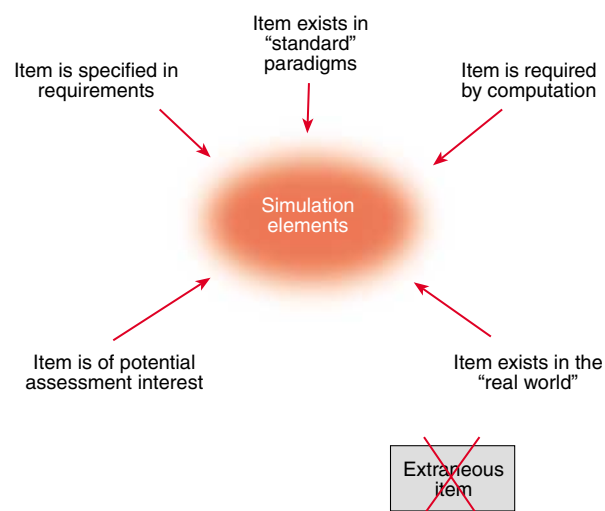 Item exists in
“standard”
paradigms
Item is specified in
requirements
Item is required
by computation
Simulation
elements
Item is of potential
assessment interest
Item exists in the
“real world”
Extraneous
item